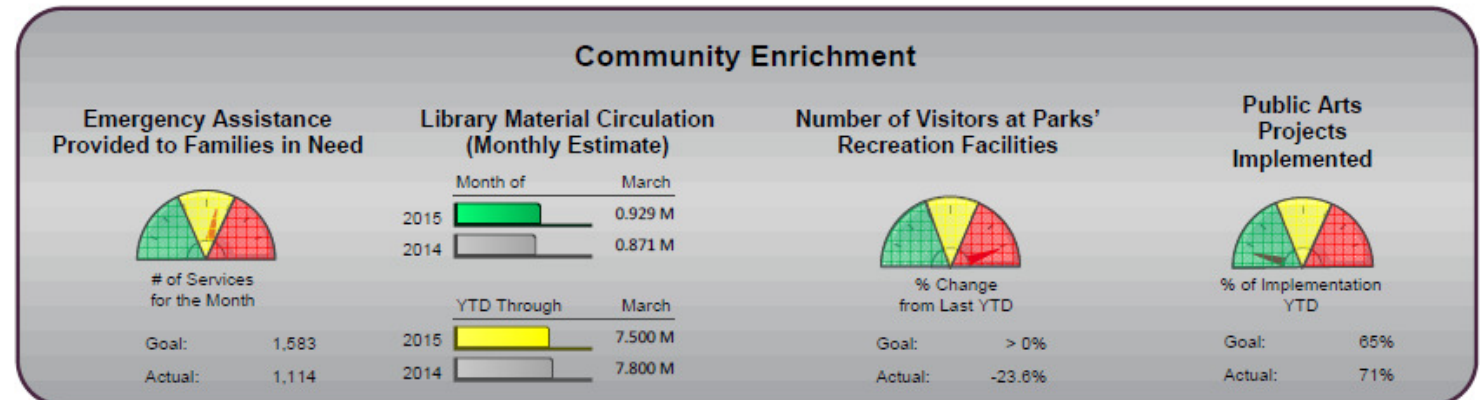 Community Enrichment
Emergency Assistance
Provided to Families in Need
# of Services
for the Month
Goal: 1,583
Actual: 1,114
Library Material Circulation
(Monthly Estimate)
Month of March
2015 0.929 M
2014 0.871 M
YTD Through March
2015 7.500 M
2014 7.800 M
Number of Visitors at Parks'
Recreation Facilities
% Change
from Last YTD
Goal: > 0%
Actual: -23.6%
Public Arts
Projects
Implemented
% of Implementation
YTD
Goal: 65%
Actual: 71%